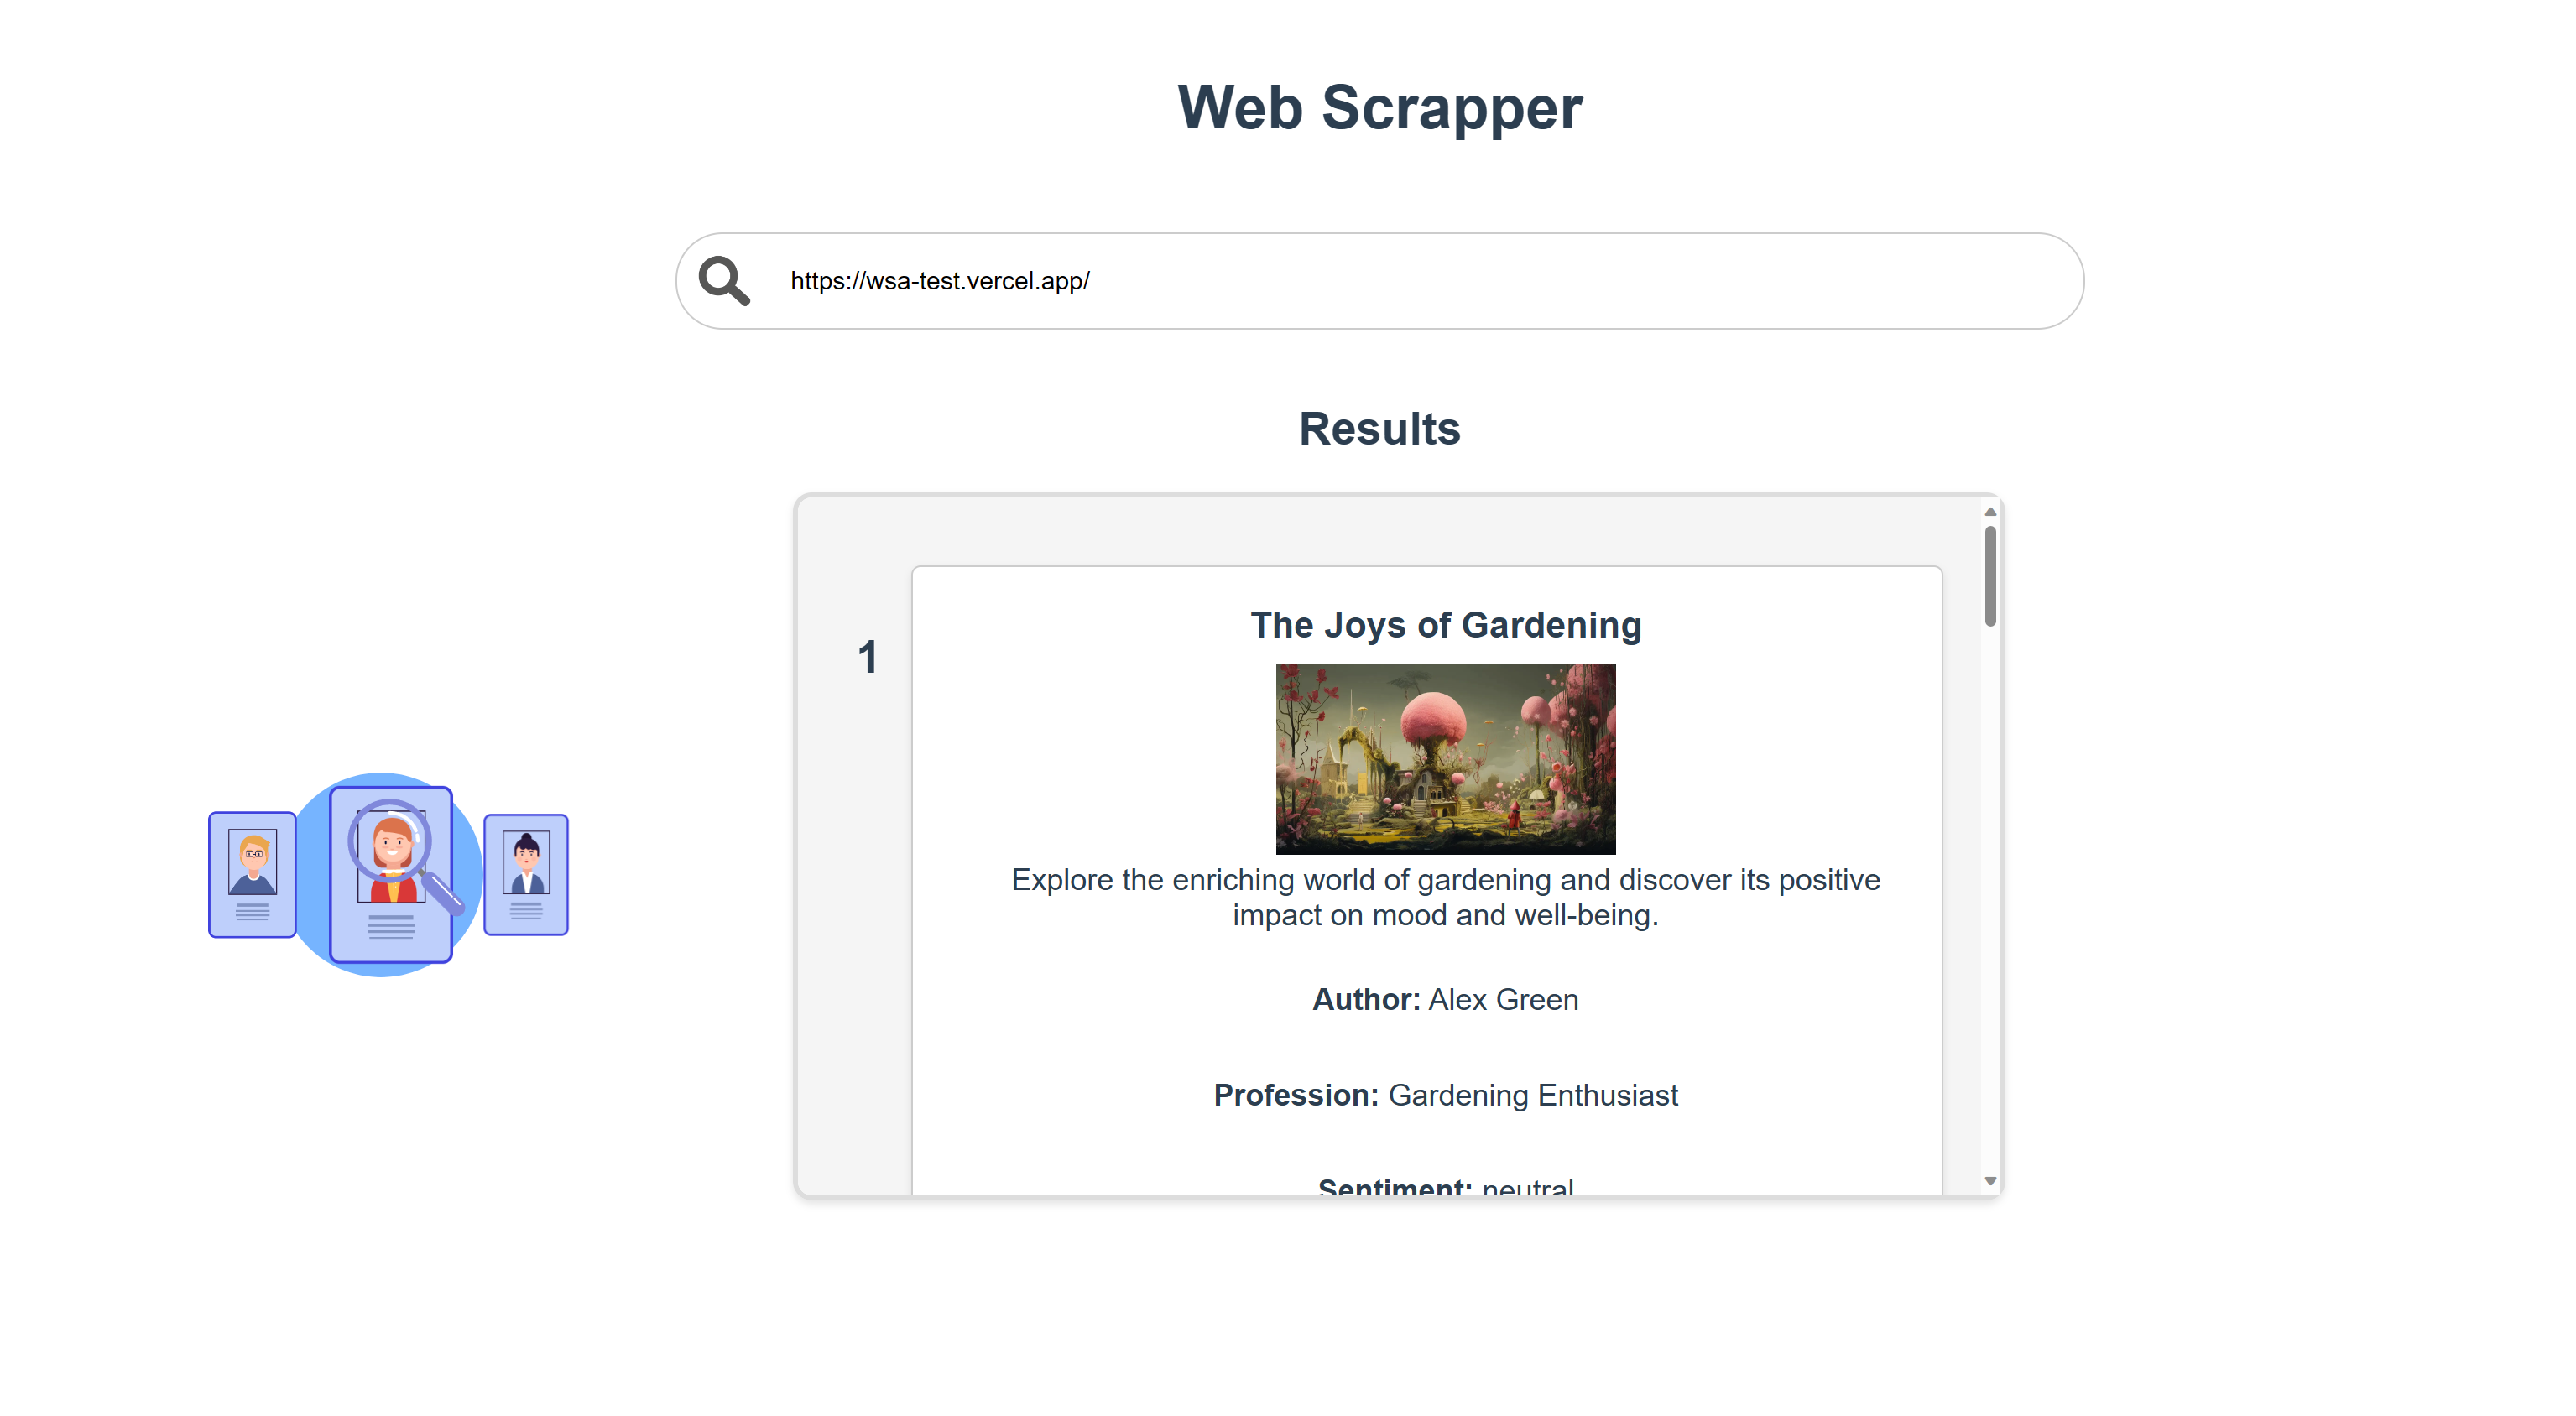 Web Scrapper
https://wsa-test.vercel.app/
Results
1
The Joys of Gardening
Explore the enriching world of gardening and discover its positive
impact on mood and well-being.
Author: Alex Green
Profession: Gardening Enthusiast
Sentiment: neutral